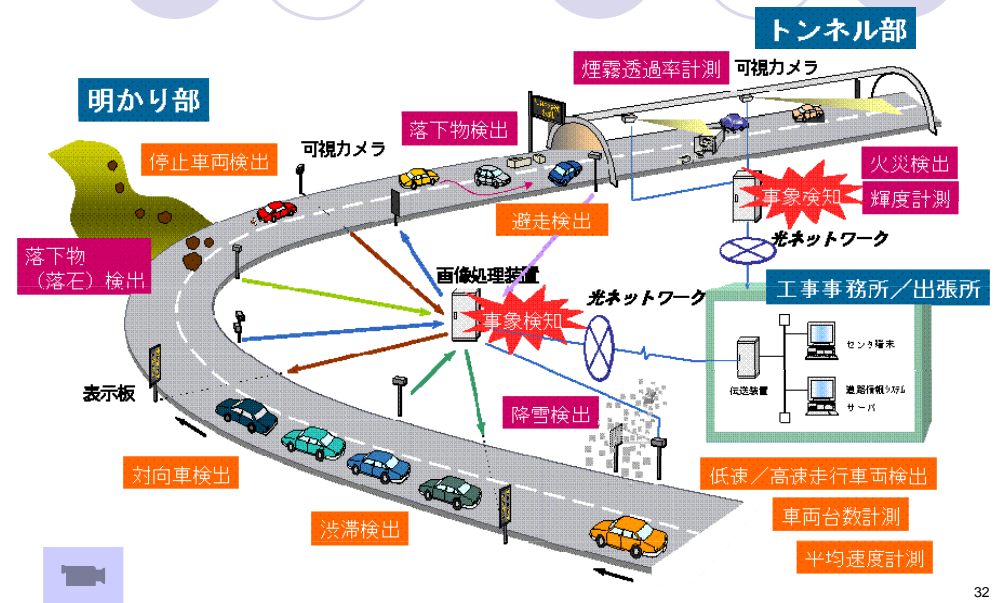 トンネル部
煙霧透過率計測
可視カメラ
明かり部
落下物検出
停止車両検出
可視力メラ
火災検出
事象検知
輝度計測
避走検出
光ネットワーク
落下物
（落石）検出
画像処理装置
工事事務所／出張所
光ネットワーク
事象検知
センタ端末
伝送装置
道路情報システム
サーバ
表示板
降雪検出
対向車検出
低速／高速走行車両検出
渋滞検出
車両台数計測
平均速度計測
32